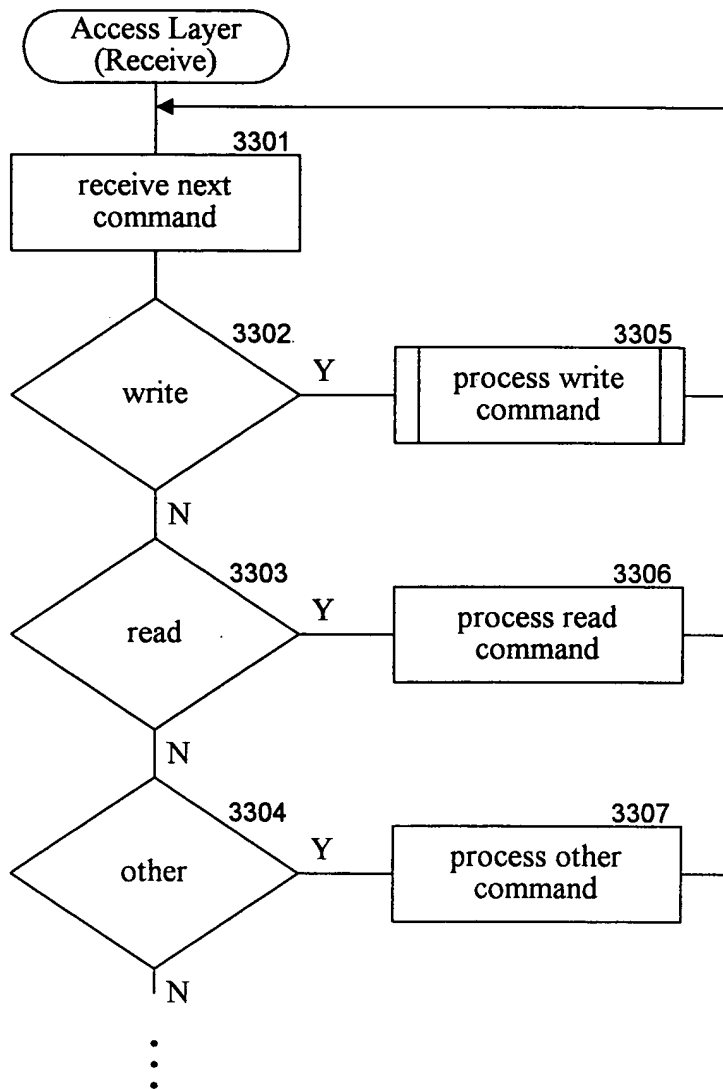 Access Layer
(Receive)
3301
receive next
command
3302
write
Y
3305
process write
command
N
3303
read
Y
3306
process read
command
N
3304
other
Y
3307
process other
command
N